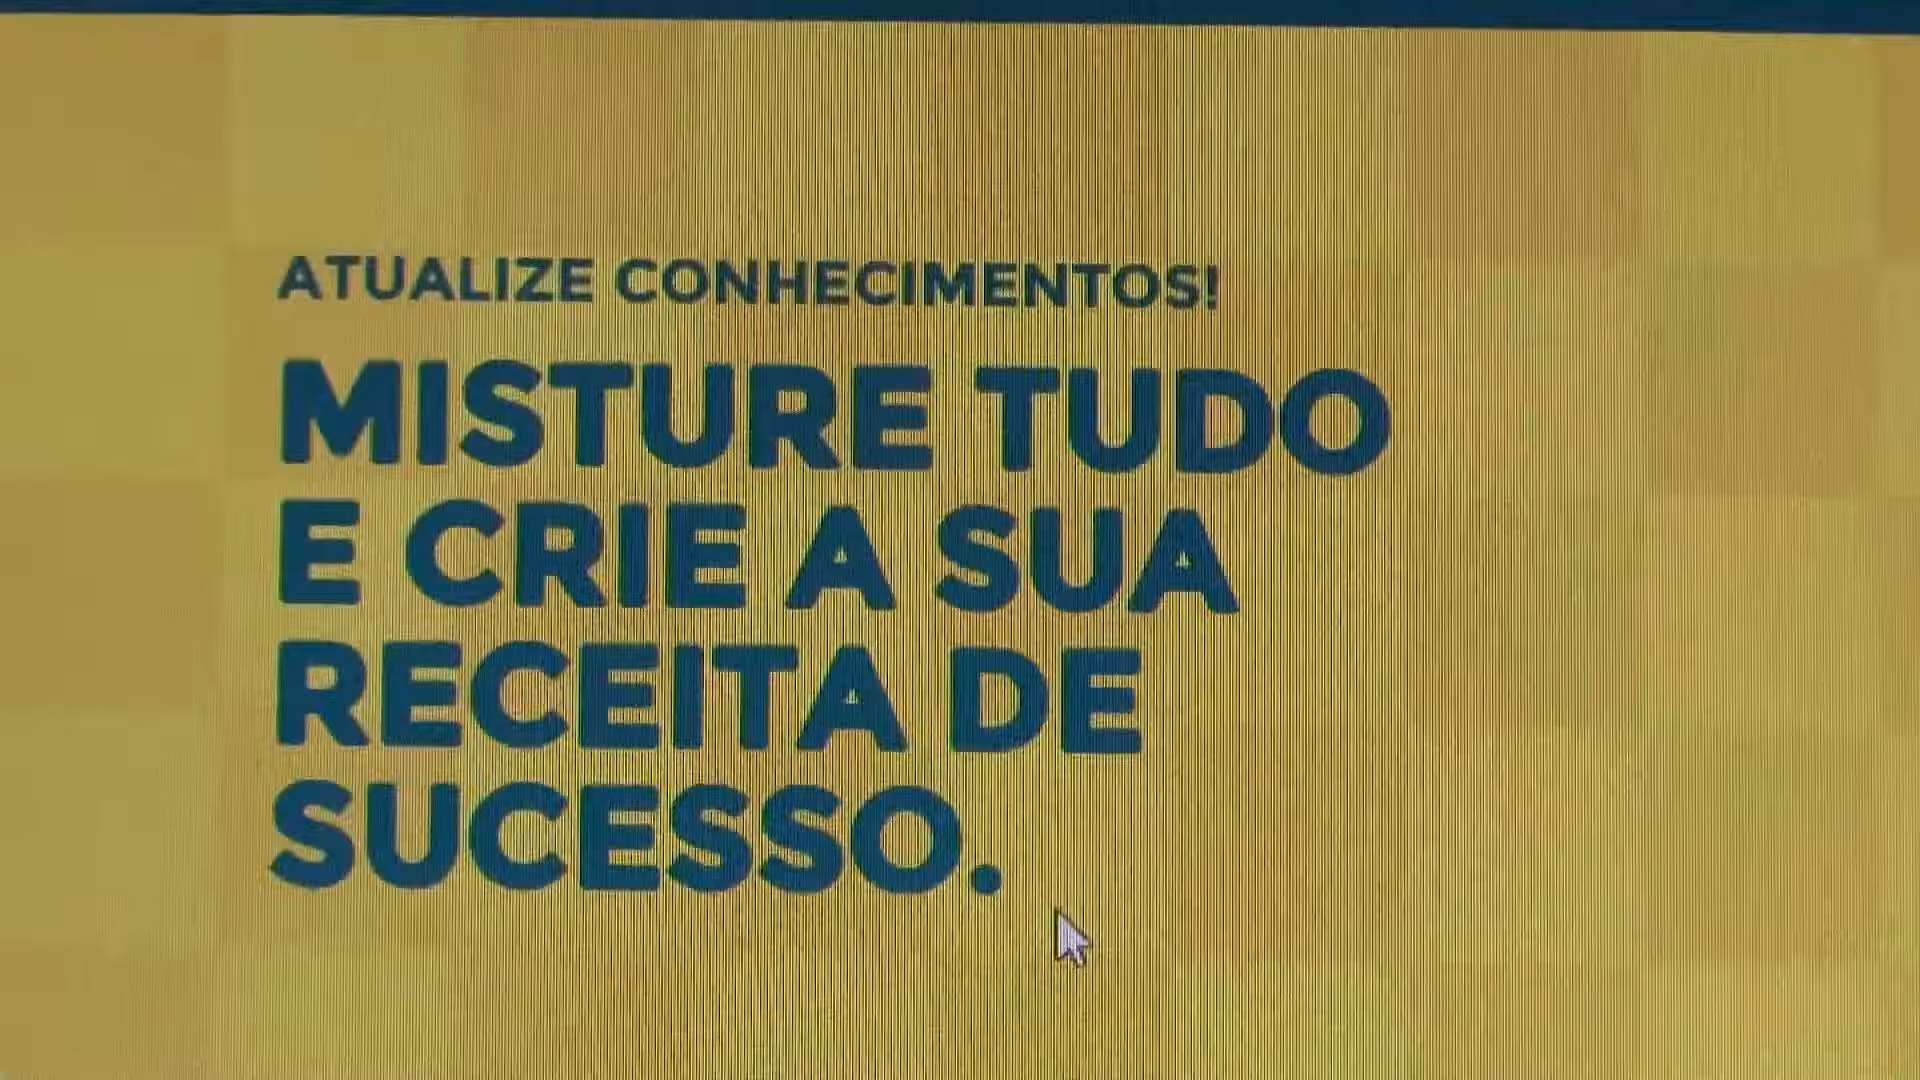 ATUALIZE CONHECIMENTOS!
MISTURE TUDO
E CRIE A SUA
RECEITA DE
SUCESSO.